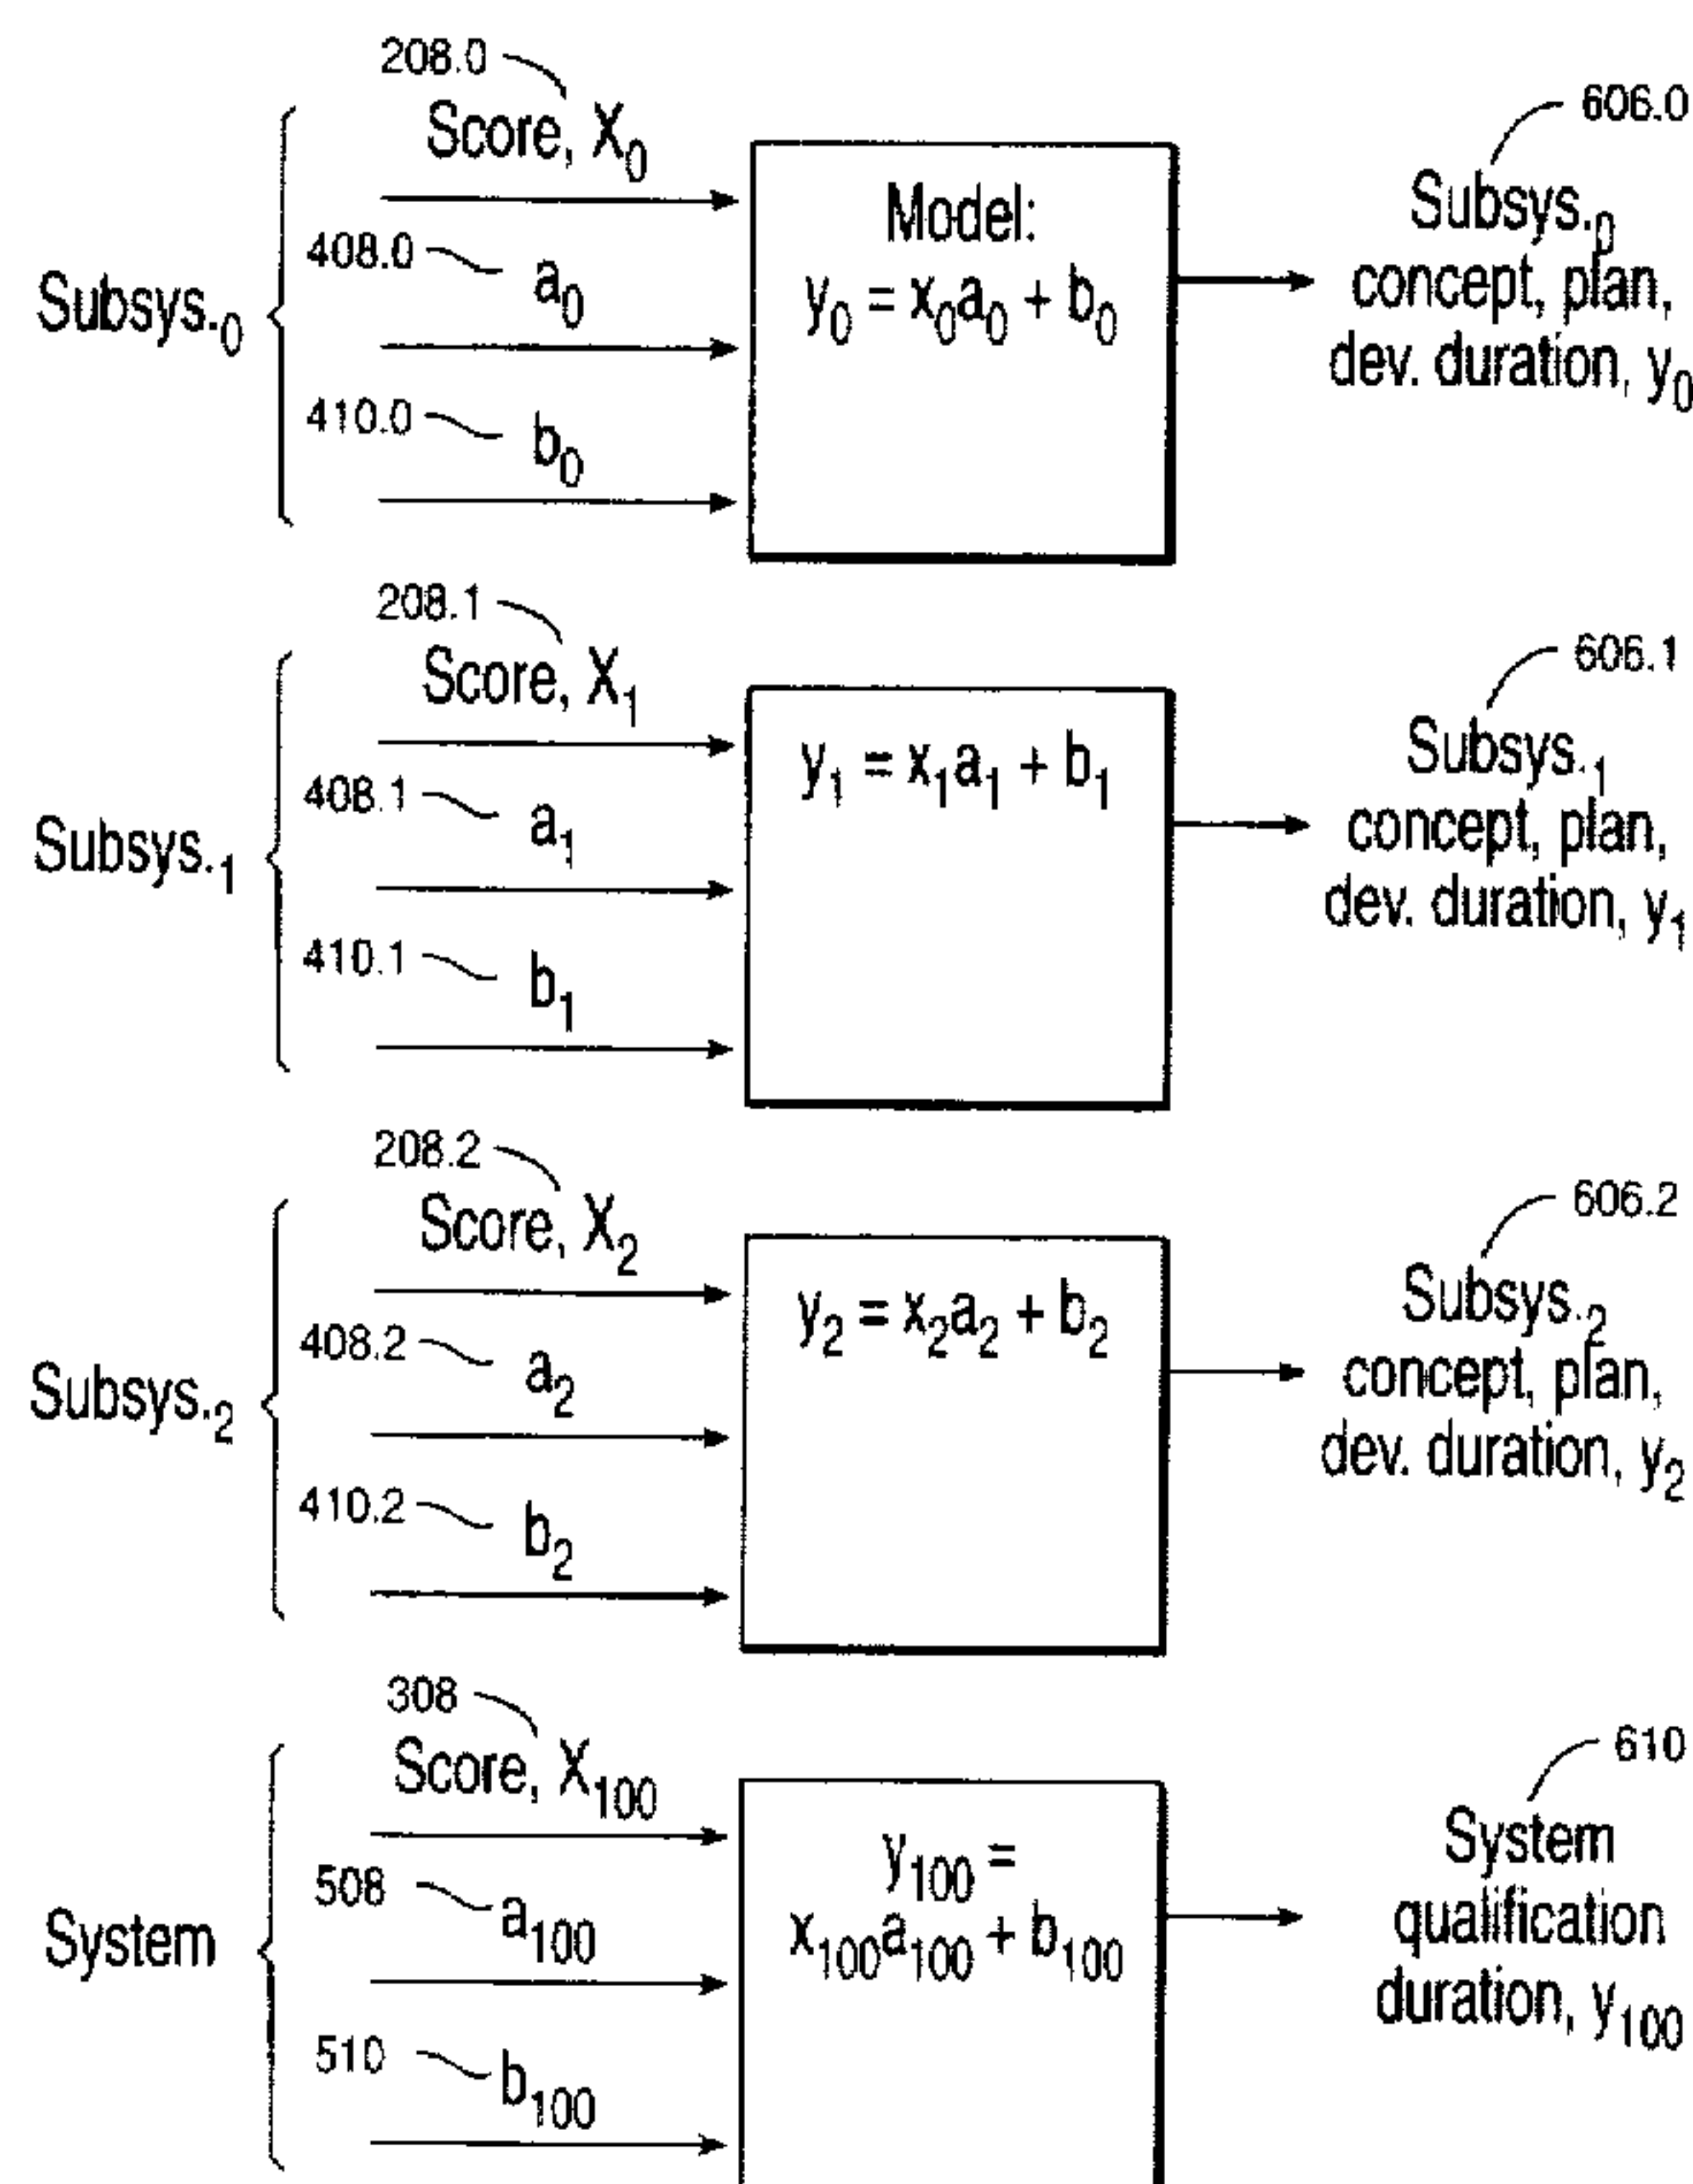 208.0
Score, X0
606.0
Subsys.0
408.0
a0
410.0
b0
Model:
y0 = x0a0 + b0
Subsys.0
concept, plan,
dev. duration, y0
208.1
Score, X1
606.1
Subsys.1
408.1
a1
410.1
b1
y1 = x1a1 + b1
Subsys.1
concept, plan,
dev. duration, y1
208.2
Score, X2
606.2
Subsys.2
408.2
a2
410.2
b2
y2 = x2a2 + b2
Subsys.2
concept, plan,
dev. duration, y2
308
Score, X100
610
System
508
a100
510
b100
y100 =
x100a100 + b100
System
qualification
duration, y100